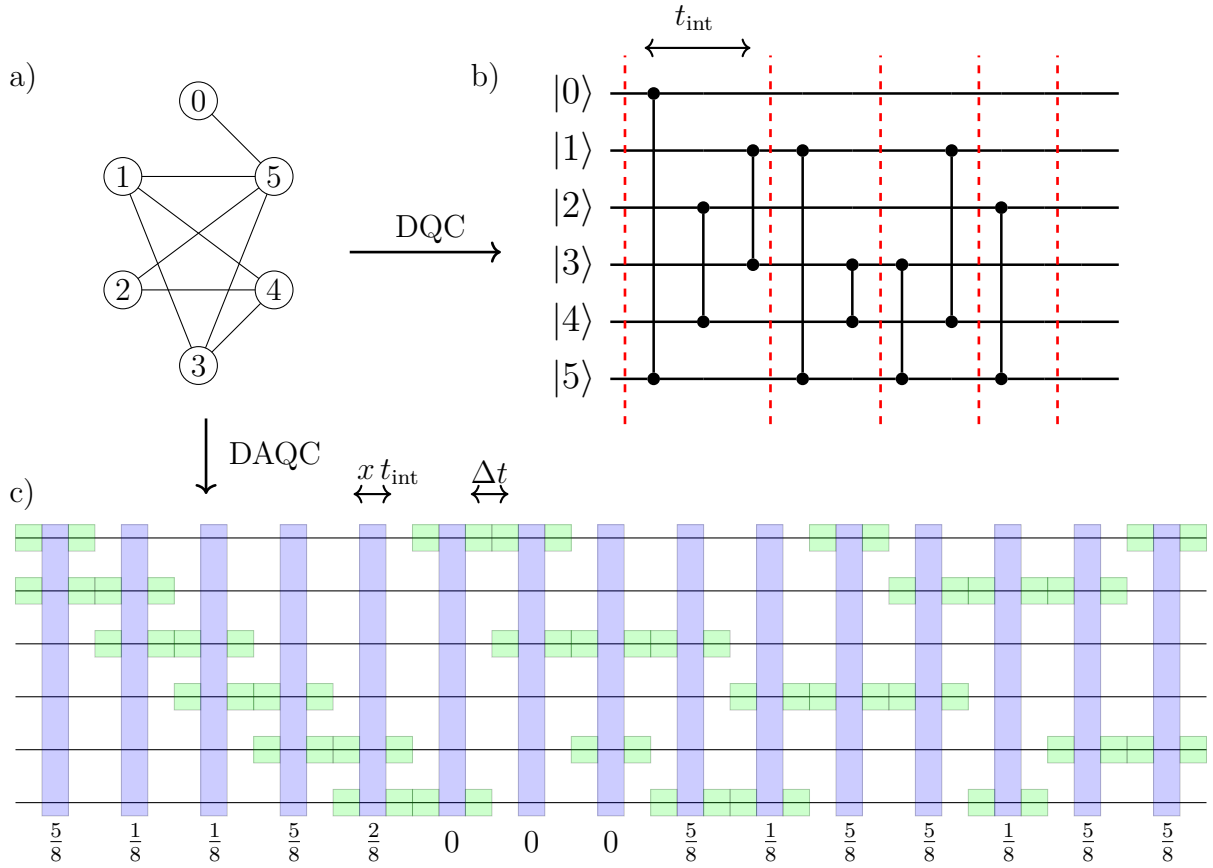 a)
0
1
5
2
4
3
DQC
DAQC
b)
t_int
|0⟩
|1⟩
|2⟩
|3⟩
|4⟩
|5⟩
c)
x t_int
Δt
5/8 1/8 1/8 5/8 2/8 0 0 0 5/8 1/8 5/8 5/8 1/8 5/8 5/8